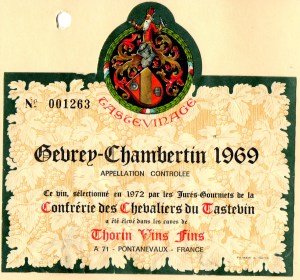 TASTEVINAGE
No 001263
Gevrey-Chambertin 1969
APPELLATION CONTROLÉE
Ce vin, sélectionné en 1972 par les Jurés-Gourmets de la
Confrérie des Chevaliers du Tastevin
a été élevé dans les caves de
Thorin Vins Fins
A 71 - PONTANEVAUX - FRANCE